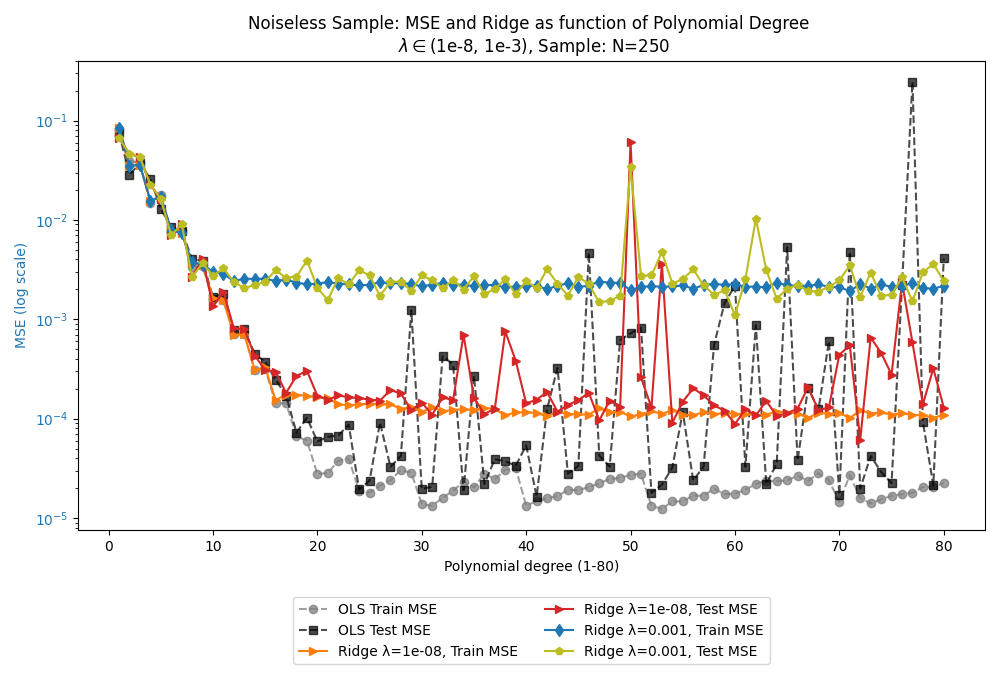 Noiseless Sample: MSE and Ridge as function of Polynomial Degree
λ ∈ (1e-8, 1e-3), Sample: N=250
MSE (log scale)
10⁻¹
10⁻²
10⁻³
10⁻⁴
10⁻⁵
0 10 20 30 40 50 60 70 80
Polynomial degree (1-80)
OLS Train MSE
OLS Test MSE
Ridge λ=1e-08, Train MSE
Ridge λ=1e-08, Test MSE
Ridge λ=0.001, Train MSE
Ridge λ=0.001, Test MSE